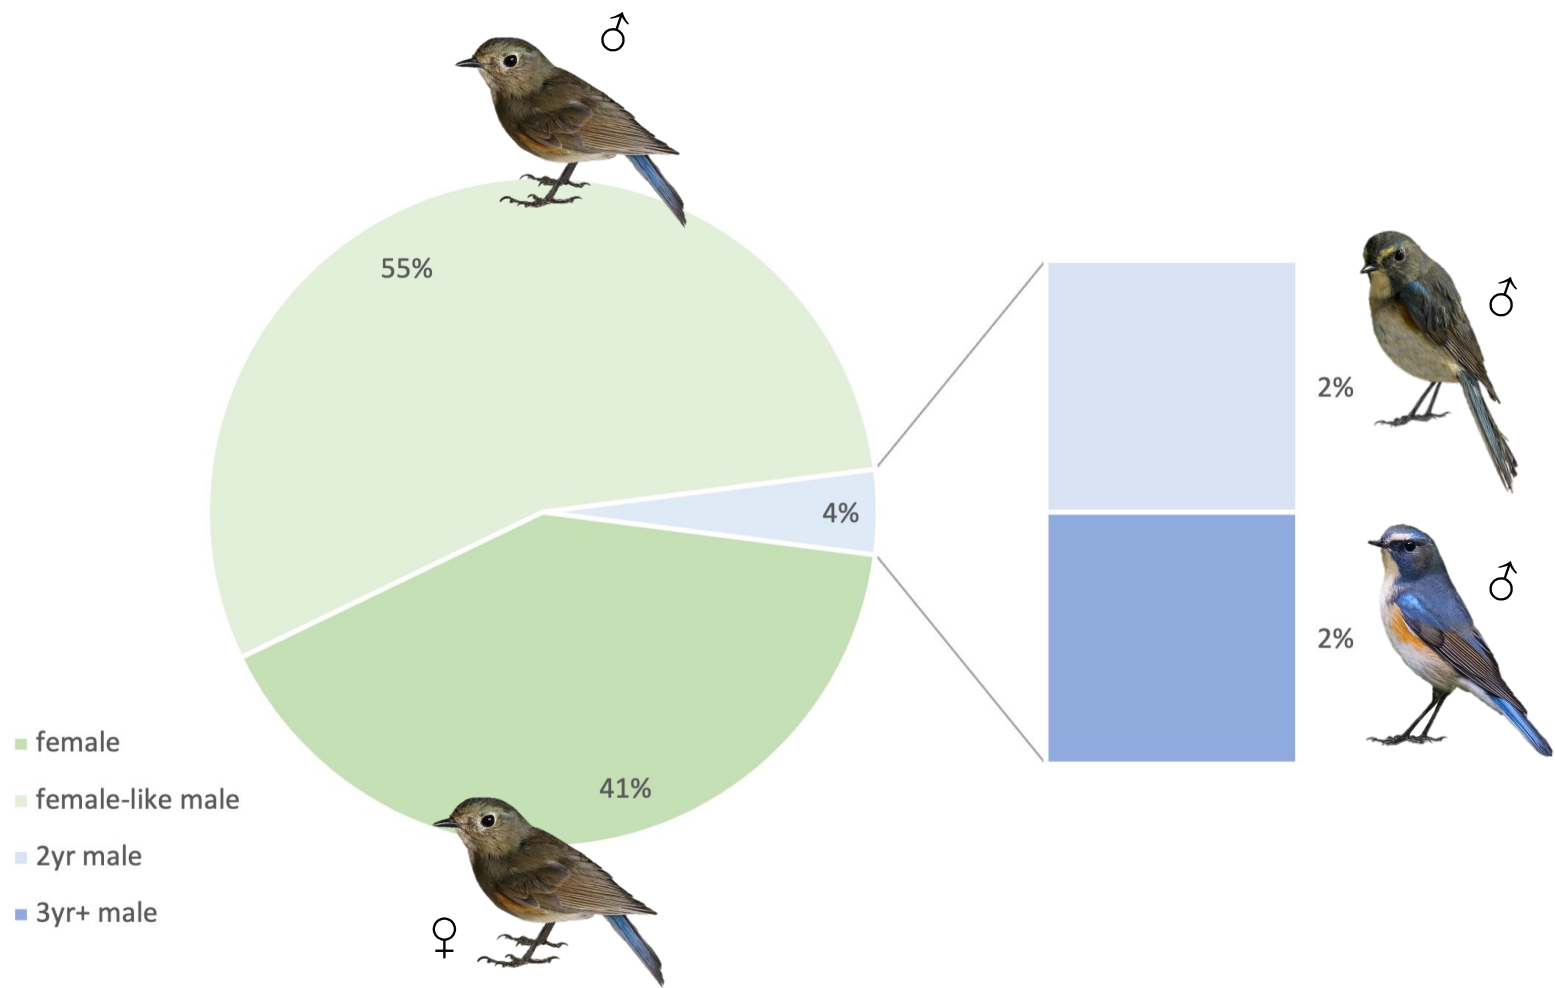 ♂
55%
♂
2%
4%
♂
2%
female
41%
female-like male
2yr male
3yr+ male
♀